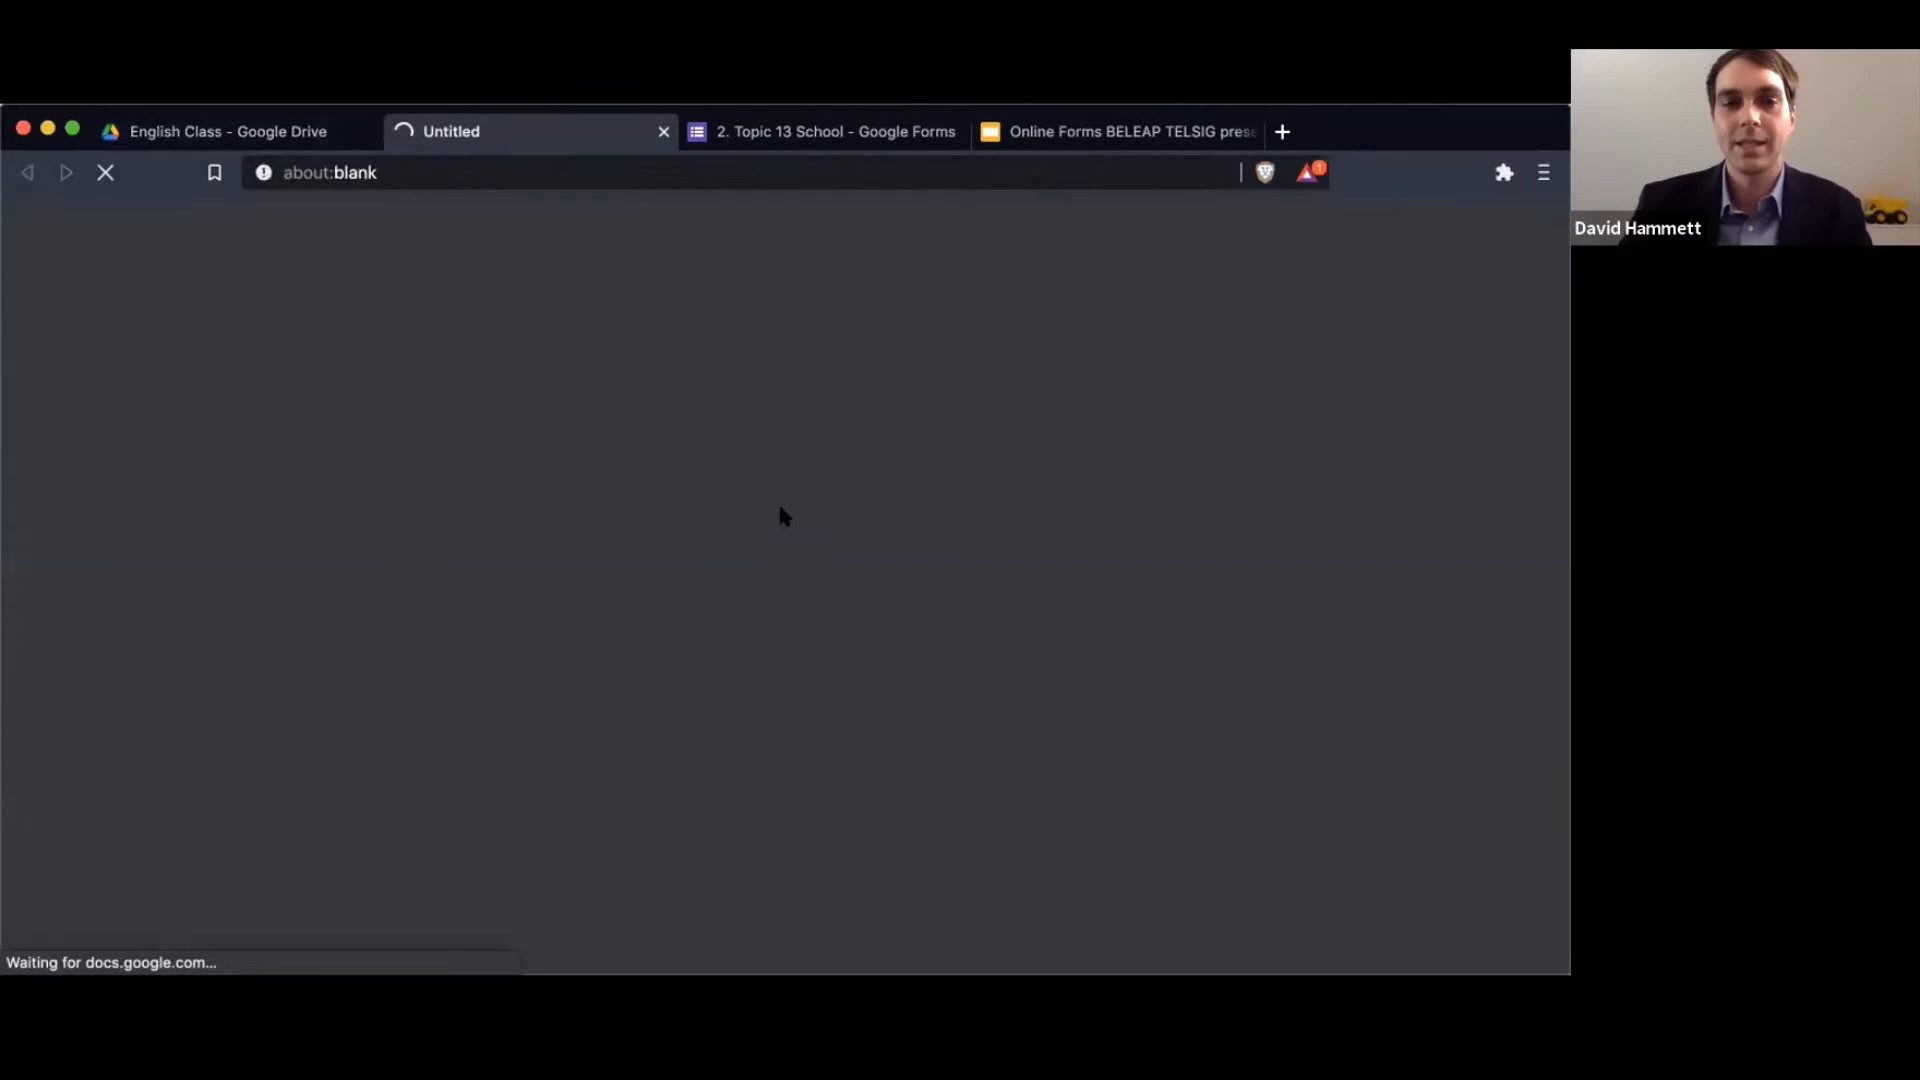 English Class - Google Drive
Untitled
2. Topic 13 School - Google Forms
Online Forms BELEAP TELSIG prese
about:blank
1
David Hammett
Waiting for docs.google.com...